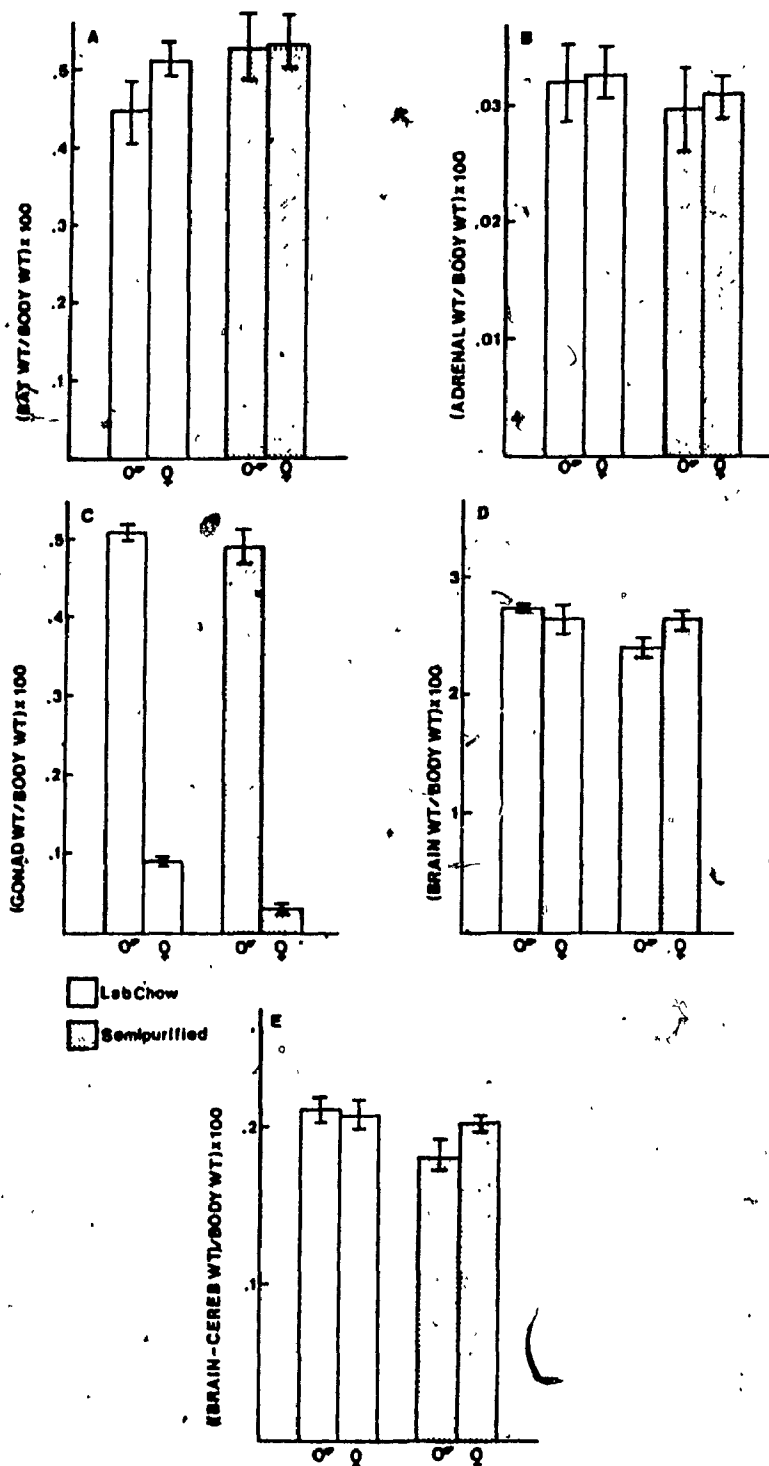 A
(BAT WT/BODY WT) x 100
.5
.4
.3
.2
.1
♂ ♀ ♂ ♀
B
(ADRENAL WT/BODY WT) x 100
.03
.02
.01
♂ ♀ ♂ ♀
C
(GONAD WT/BODY WT) x 100
.5
.4
.3
.2
.1
♂ ♀ ♂ ♀
D
(BRAIN WT/BODY WT) x 100
3
2
1
♂ ♀ ♂ ♀
Lab Chow
Semipurified
E
((BRAIN-CEREB WT)/BODY WT) x 100
.2
.1
♂ ♀ ♂ ♀